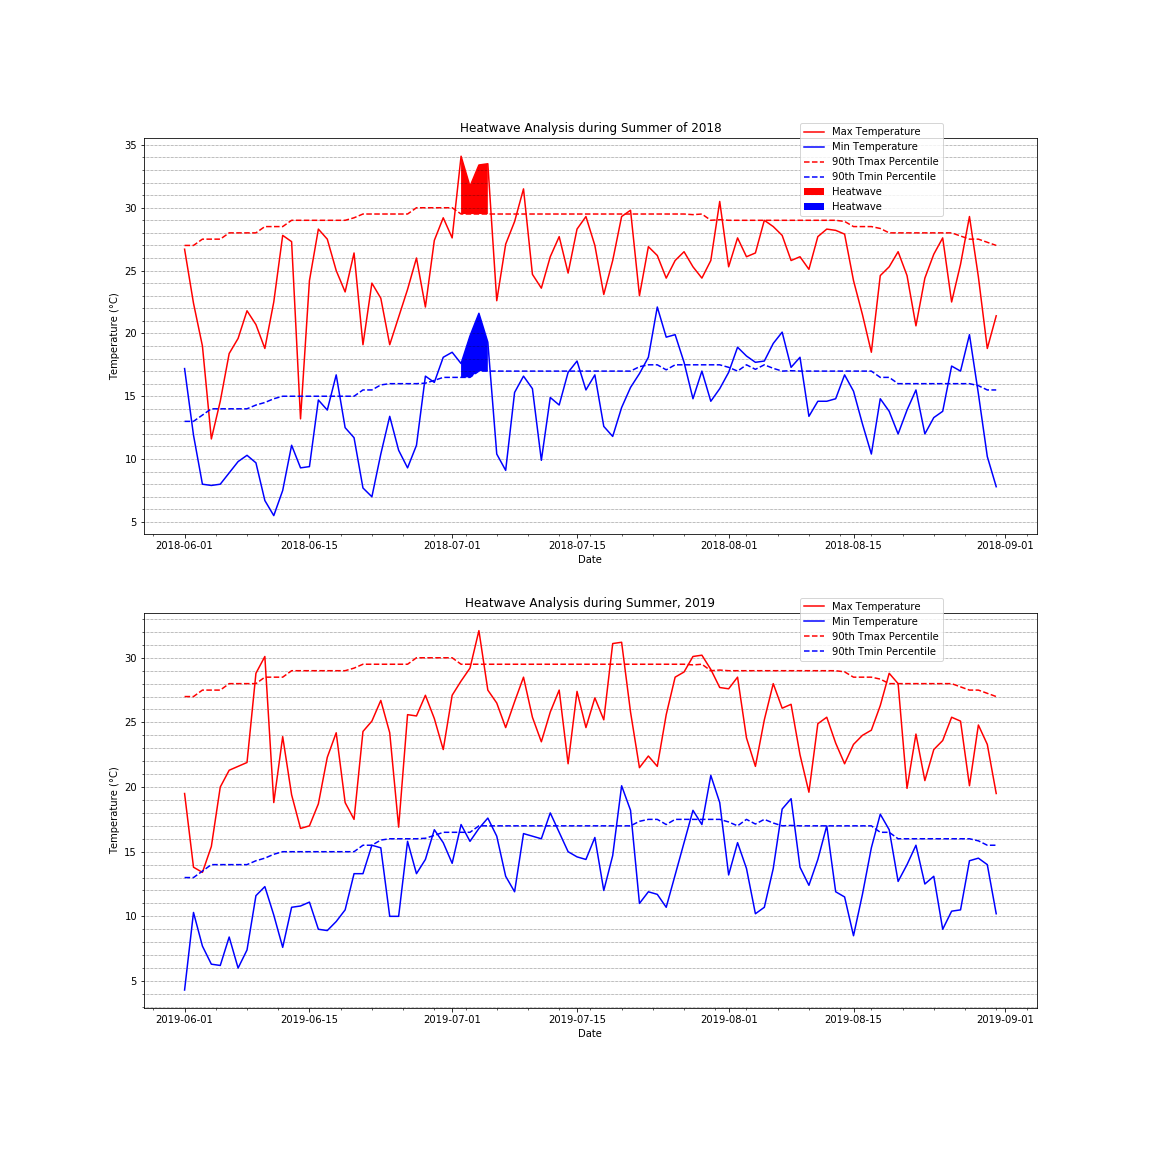 Heatwave Analysis during Summer of 2018
Max Temperature
Min Temperature
90th Tmax Percentile
90th Tmin Percentile
Heatwave
Heatwave
35
30
25
20
15
10
5
Temperature (°C)
2018-06-01 2018-06-15 2018-07-01 2018-07-15 2018-08-01 2018-08-15 2018-09-01
Date
Heatwave Analysis during Summer, 2019
Max Temperature
Min Temperature
90th Tmax Percentile
90th Tmin Percentile
30
25
20
15
10
5
Temperature (°C)
2019-06-01 2019-06-15 2019-07-01 2019-07-15 2019-08-01 2019-08-15 2019-09-01
Date